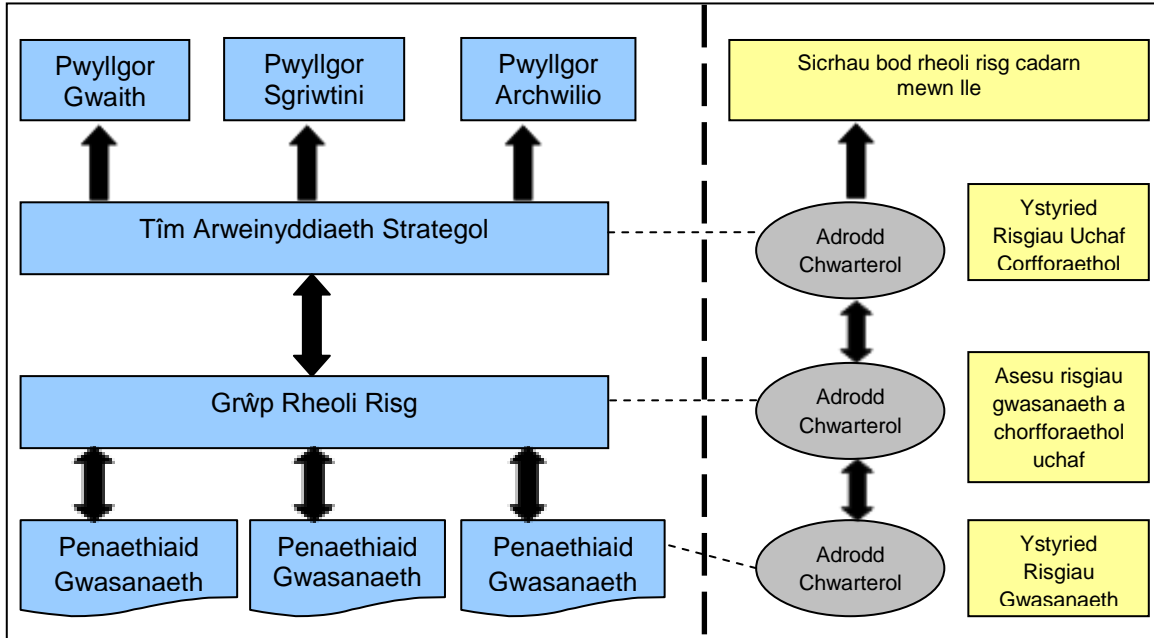 Pwyllgor
Gwaith
Pwyllgor
Sgriwtini
Pwyllgor
Archwilio
Sicrhau bod rheoli risg cadarn
mewn lle
Tîm Arweinyddiaeth Strategol
Adrodd
Chwarterol
Ystyried
Risgiau Uchaf
Corfforaethol
Grŵp Rheoli Risg
Adrodd
Chwarterol
Asesu risgiau
gwasanaeth a
chorfforaethol
uchaf
Penaethiaid
Gwasanaeth
Penaethiaid
Gwasanaeth
Penaethiaid
Gwasanaeth
Adrodd
Chwarterol
Ystyried
Risgiau
Gwasanaeth